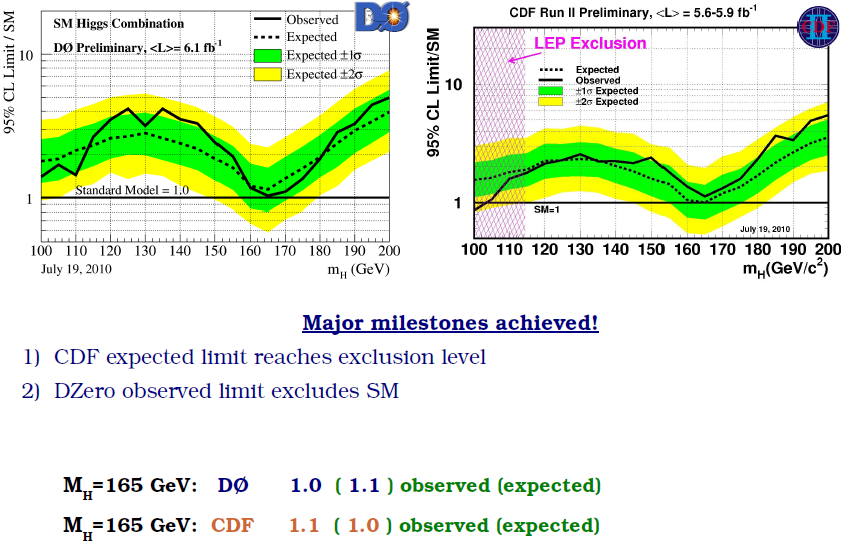 SM Higgs Combination
DØ Preliminary, <L>= 6.1 fb-1
Observed
Expected
Expected ±1σ
Expected ±2σ
DØ
95% CL Limit / SM
10
1
Standard Model = 1.0
100 110 120 130 140 150 160 170 180 190 200
July 19, 2010
mH (GeV)
CDF Run II Preliminary, <L> = 5.6-5.9 fb-1
II
LEP Exclusion
Expected
Observed
±1σ Expected
±2σ Expected
95% CL Limit/SM
10
1
SM=1
July 19, 2010
100 110 120 130 140 150 160 170 180 190 200
mH(GeV/c2)
Major milestones achieved!
1) CDF expected limit reaches exclusion level
2) DZero observed limit excludes SM
MH=165 GeV: DØ 1.0 ( 1.1 ) observed (expected)
MH=165 GeV: CDF 1.1 ( 1.0 ) observed (expected)